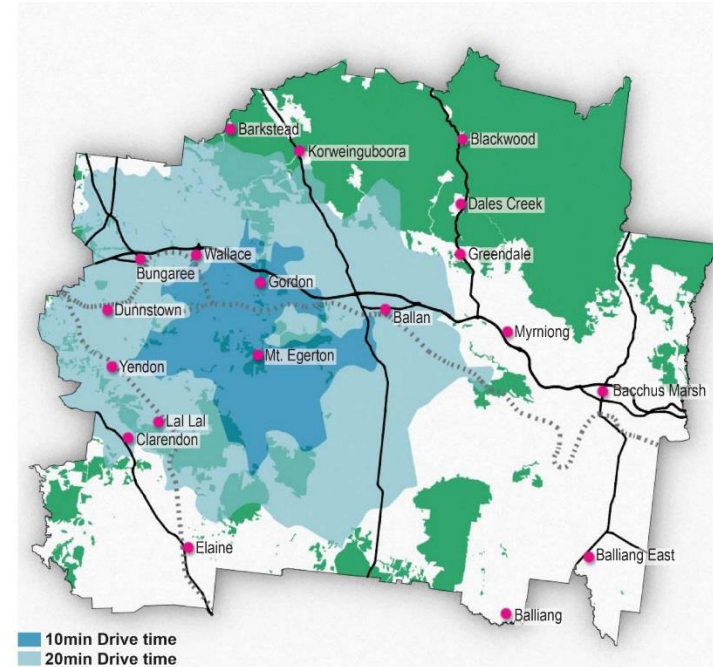 Barkstead
Korweinguboora
Blackwood
Dales Creek
Greendale
Wallace
Bungaree
Gordon
Dunnstown
Ballan
Myrniong
Mt. Egerton
Yendon
Bacchus Marsh
Lal Lal
Clarendon
Elaine
Balliang East
Balliang
10min Drive time
20min Drive time